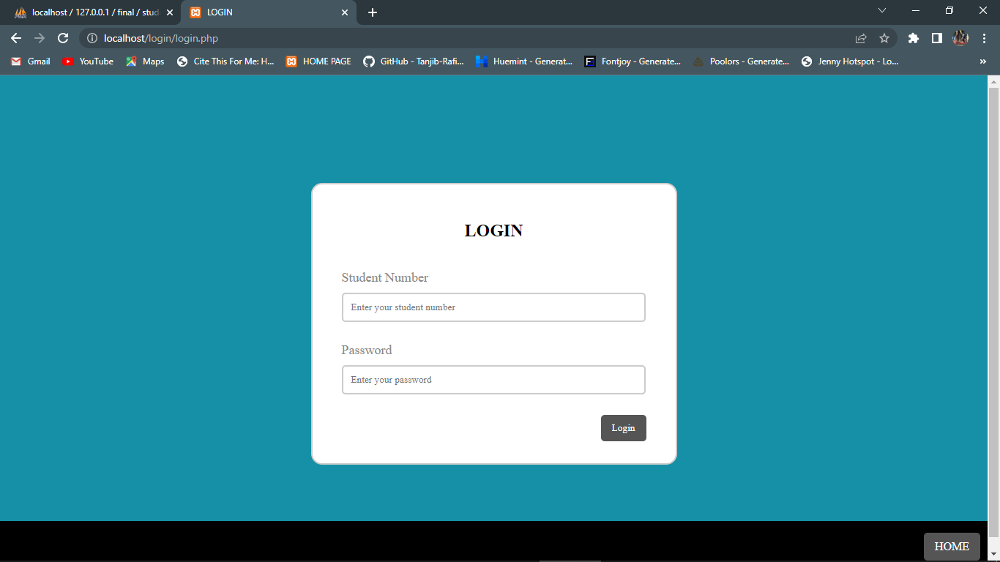 localhost / 127.0.0.1 / final / stud
LOGIN
localhost/login/login.php
Gmail
YouTube
Maps
Cite This For Me: H...
HOME PAGE
GitHub - Tanjib-Rafi...
Huemint - Generat...
Fontjoy - Generate...
Poolors - Generate...
Jenny Hotspot - Lo...
»
LOGIN
Student Number
Enter your student number
Password
Enter your password
Login
HOME